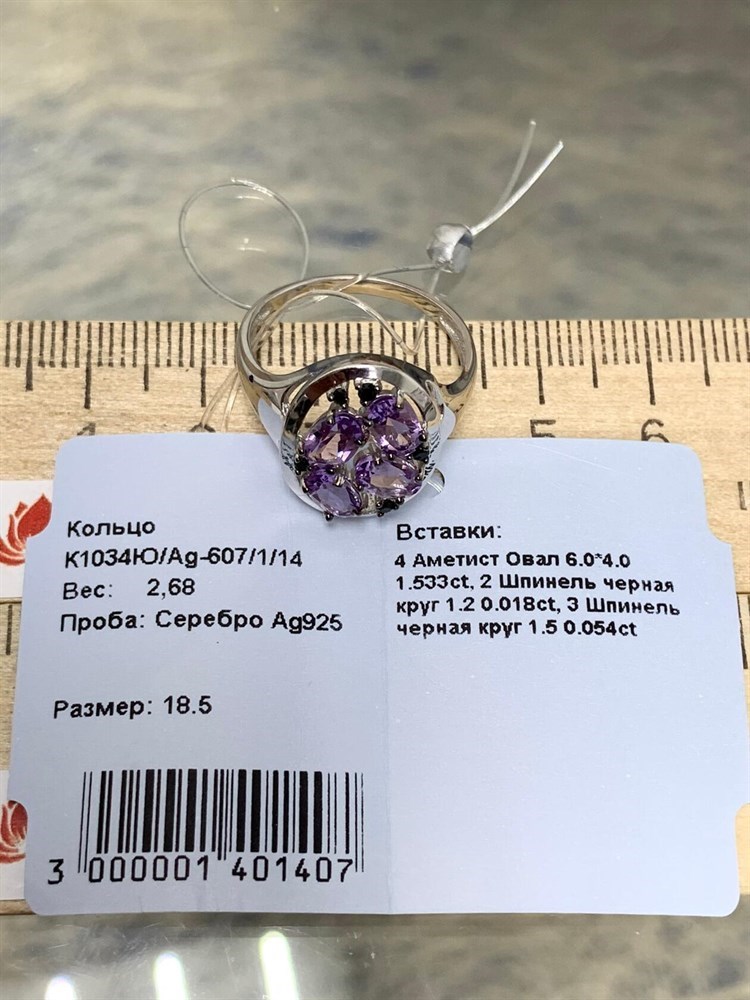 1
5
6
Кольцо
К1034Ю/Ag-607/1/14
Вес: 2,68
Проба: Серебро Ag925
Размер: 18.5
3 000001 401407
Вставки:
4 Аметист Овал 6.0*4.0
1.533ct, 2 Шпинель черная
круг 1.2 0.018ct, 3 Шпинель
черная круг 1.5 0.054ct